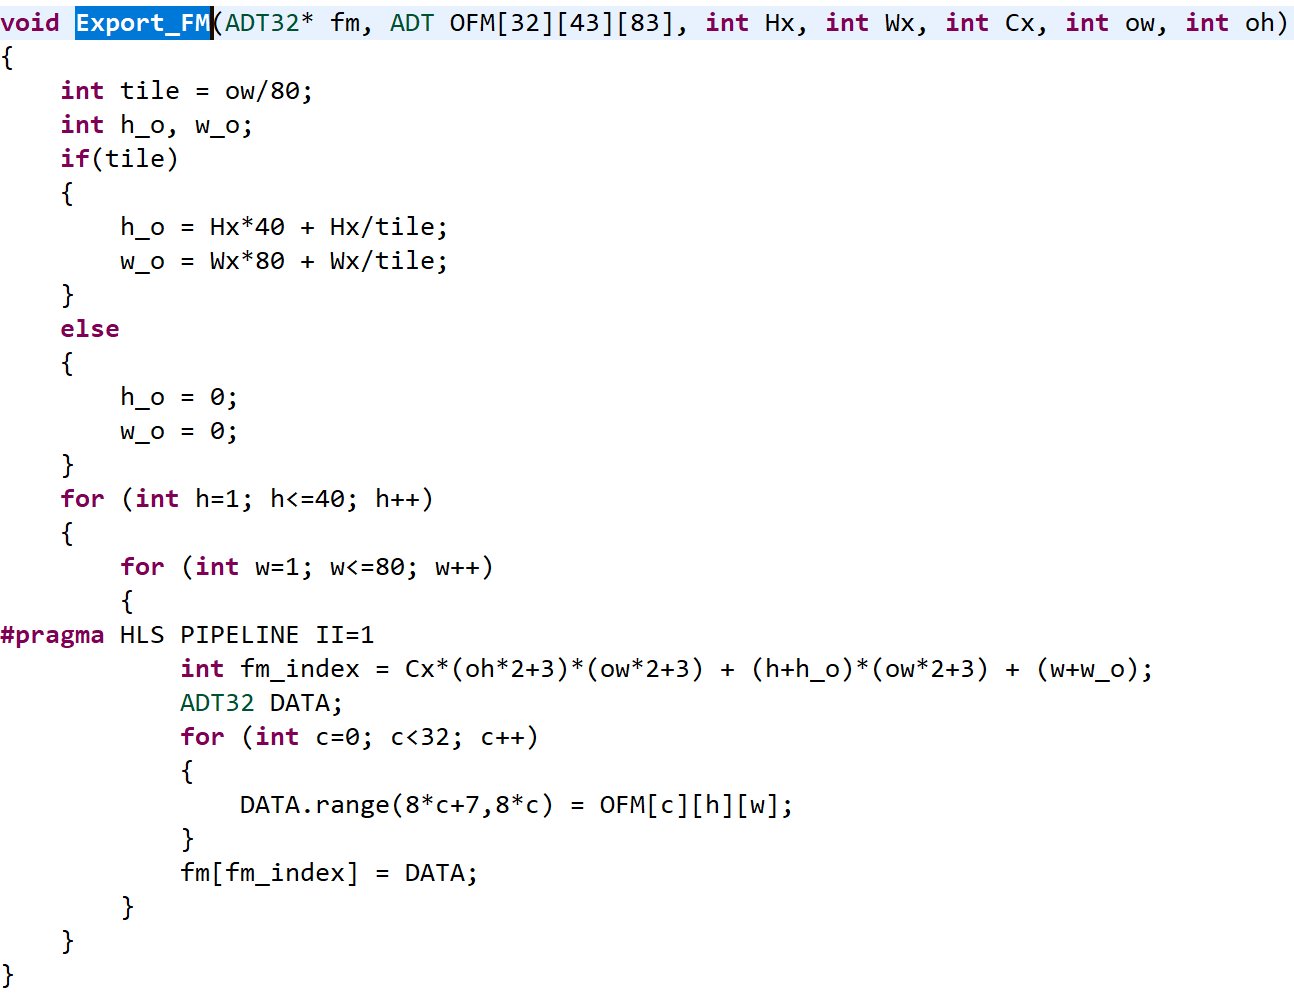 void Export_FM(ADT32* fm, ADT OFM[32][43][83], int Hx, int Wx, int Cx, int ow, int oh)
{
    int tile = ow/80;
    int h_o, w_o;
    if(tile)
    {
        h_o = Hx*40 + Hx/tile;
        w_o = Wx*80 + Wx/tile;
    }
    else
    {
        h_o = 0;
        w_o = 0;
    }
    for (int h=1; h<=40; h++)
    {
        for (int w=1; w<=80; w++)
        {
#pragma HLS PIPELINE II=1
            int fm_index = Cx*(oh*2+3)*(ow*2+3) + (h+h_o)*(ow*2+3) + (w+w_o);
            ADT32 DATA;
            for (int c=0; c<32; c++)
            {
                DATA.range(8*c+7,8*c) = OFM[c][h][w];
            }
            fm[fm_index] = DATA;
        }
    }
}